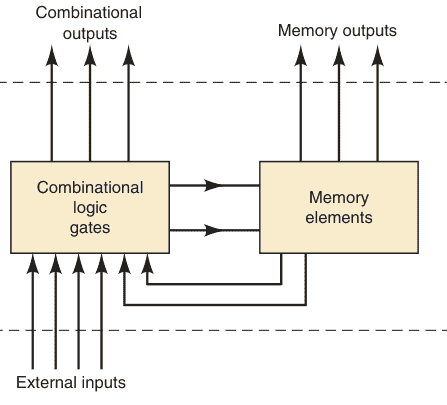 Combinational
outputs
Memory outputs
Combinational
logic
gates
Memory
elements
External inputs